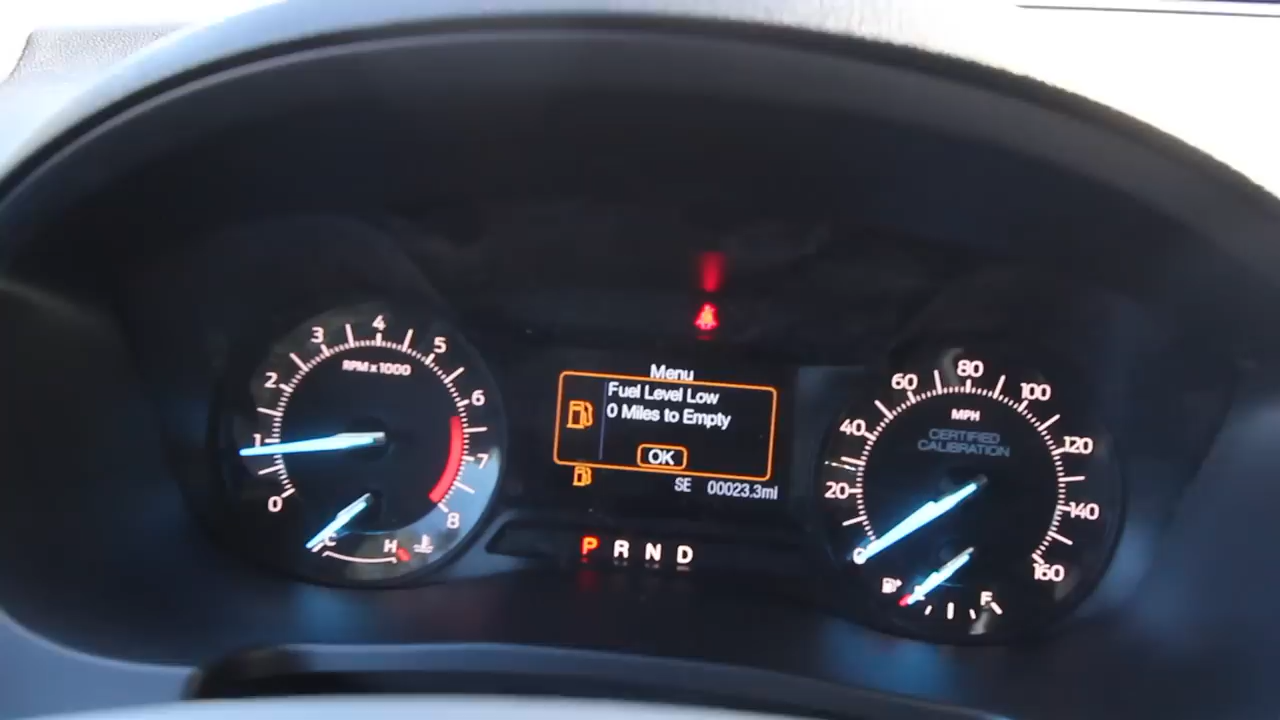 0
1
2
3
4
5
6
7
8
RPM x 1000
C
H
Menu
Fuel Level Low
0 Miles to Empty
OK
SE 00023.3mi
P R N D
0
20
40
60
80
100
120
140
160
MPH
CERTIFIED
CALIBRATION
E
F